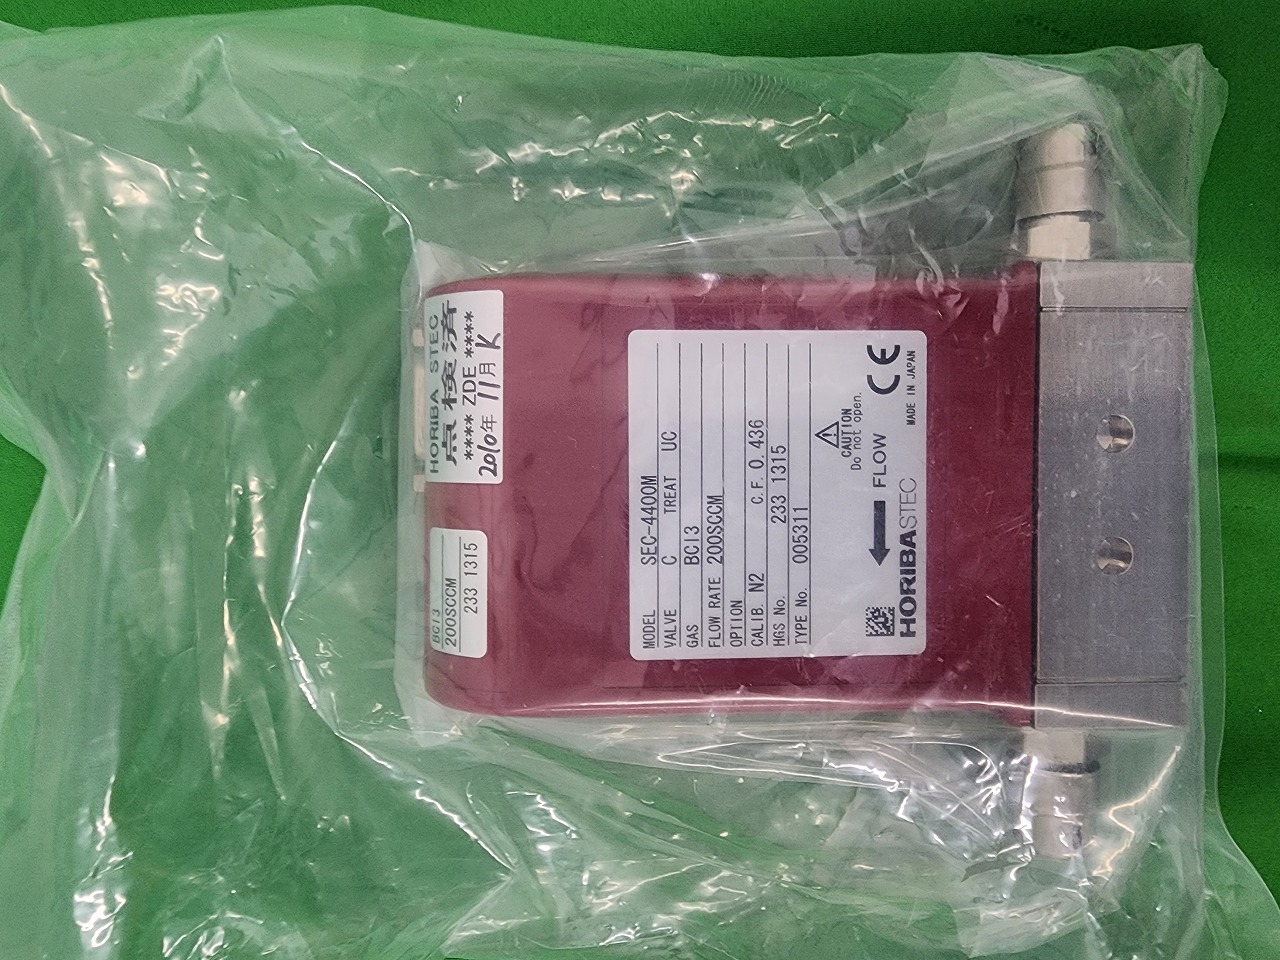 HORIBA STEC
点検済
**** ZDE ****
2010年 11月 K
BCl3
200SCCM
233 1315
MODEL SEC-4400M
VALVE C TREAT UC
GAS BCl3
FLOW RATE 200SCCM
OPTION
CALIB. N2 C.F. 0.436
HGS No. 233 1315
TYPE No. 005311
CAUTION
Do not open.
FLOW
HORIBASTEC
CE
MADE IN JAPAN